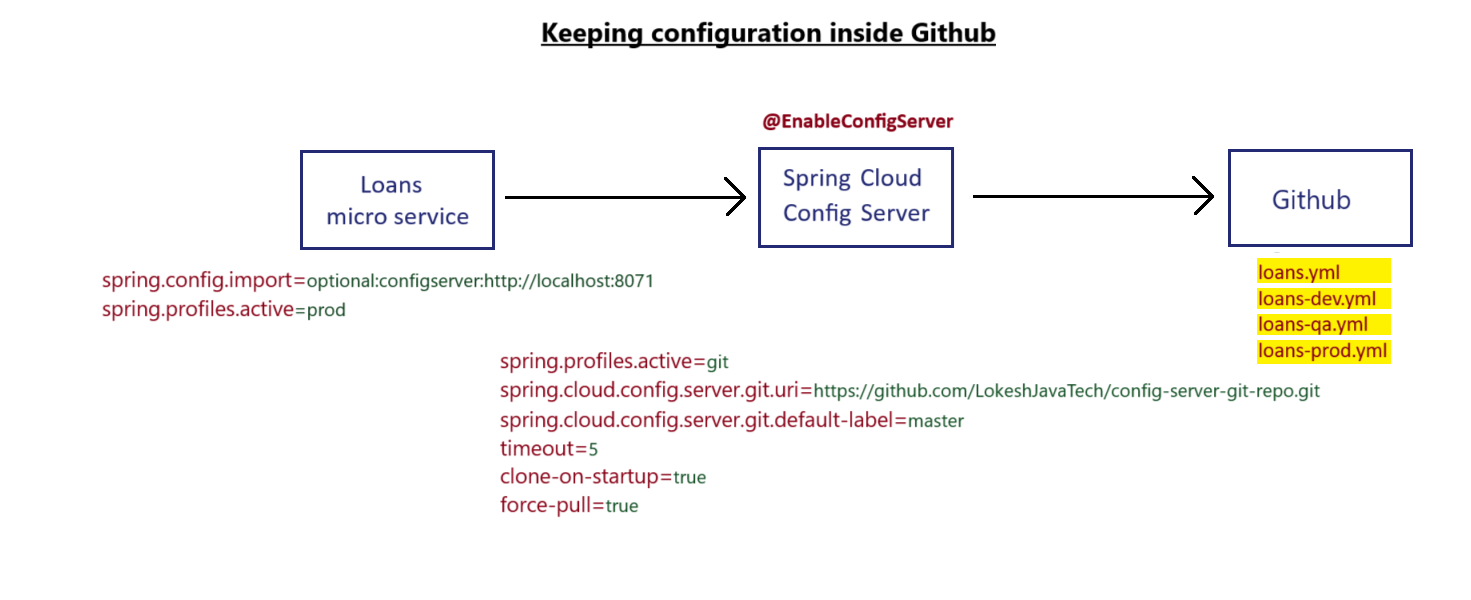 Keeping configuration inside Github
@EnableConfigServer
Loans
micro service
Spring Cloud
Config Server
Github
spring.config.import=optional:configserver:http://localhost:8071
spring.profiles.active=prod
loans.yml
loans-dev.yml
loans-qa.yml
loans-prod.yml
spring.profiles.active=git
spring.cloud.config.server.git.uri=https://github.com/LokeshJavaTech/config-server-git-repo.git
spring.cloud.config.server.git.default-label=master
timeout=5
clone-on-startup=true
force-pull=true